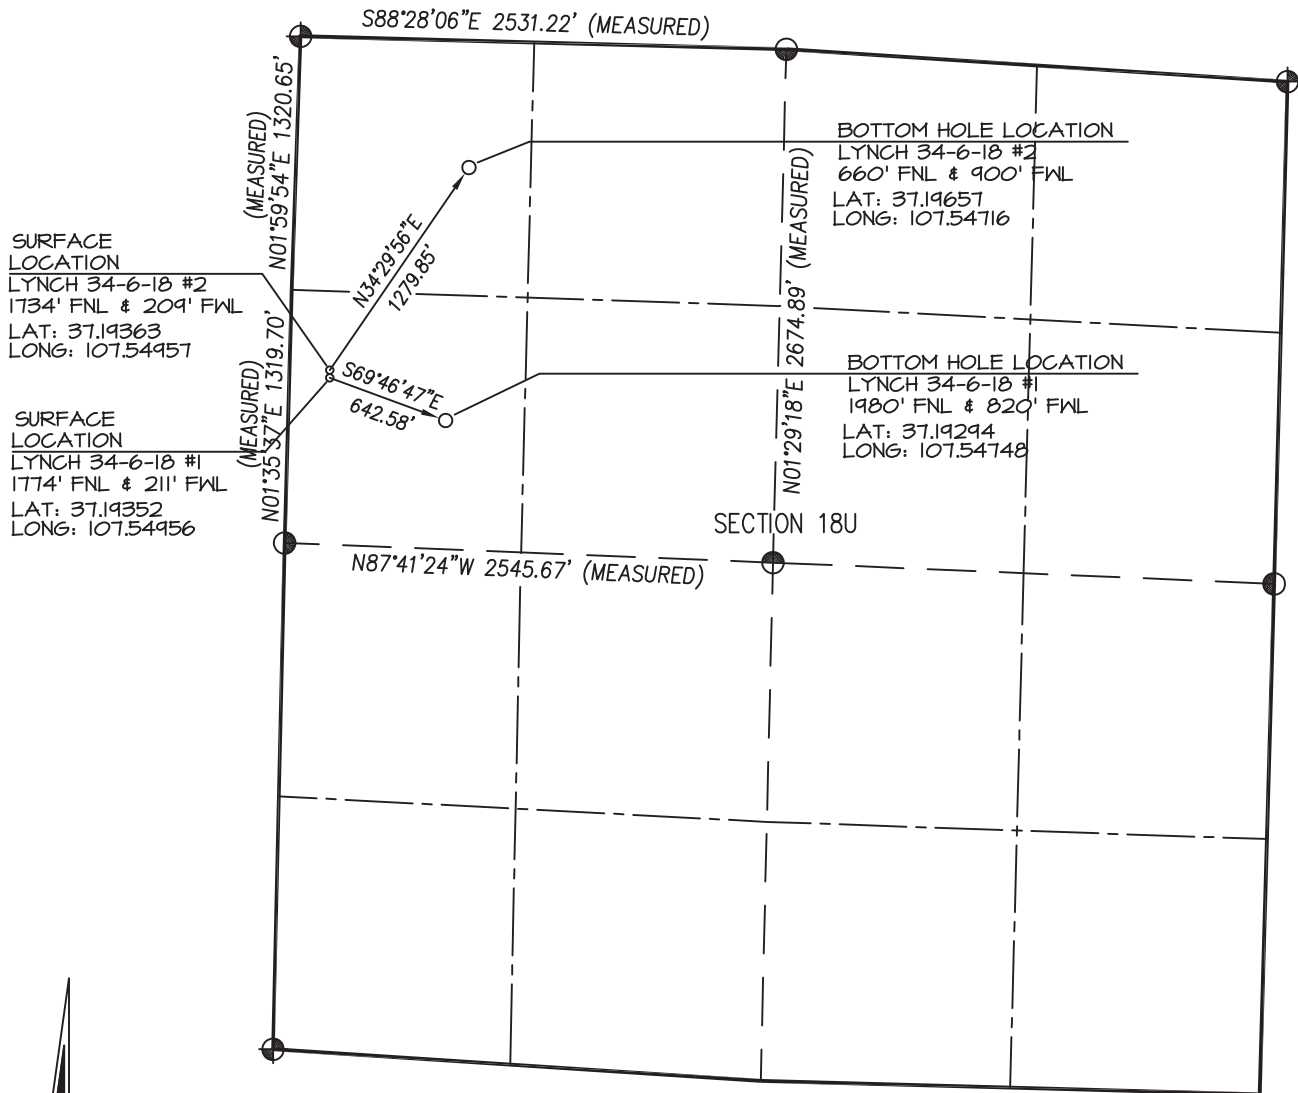 S88°28'06"E 2531.22' (MEASURED)
N01°59'54"E 1320.65'
(MEASURED)
BOTTOM HOLE LOCATION
LYNCH 34-6-18 #2
660' FNL & 900' FWL
LAT: 37.19657
LONG: 107.54716
N01°29'18"E 2674.89' (MEASURED)
SURFACE
LOCATION
LYNCH 34-6-18 #2
1734' FNL & 209' FWL
LAT: 37.19363
LONG: 107.54957
N34°29'56"E
1279.85'
N01°35'37"E 1319.70'
(MEASURED)
S69°46'47"E
642.58'
BOTTOM HOLE LOCATION
LYNCH 34-6-18 #1
1980' FNL & 820' FWL
LAT: 37.19294
LONG: 107.54748
SURFACE
LOCATION
LYNCH 34-6-18 #1
1774' FNL & 211' FWL
LAT: 37.19352
LONG: 107.54956
SECTION 18U
N87°41'24"W 2545.67' (MEASURED)